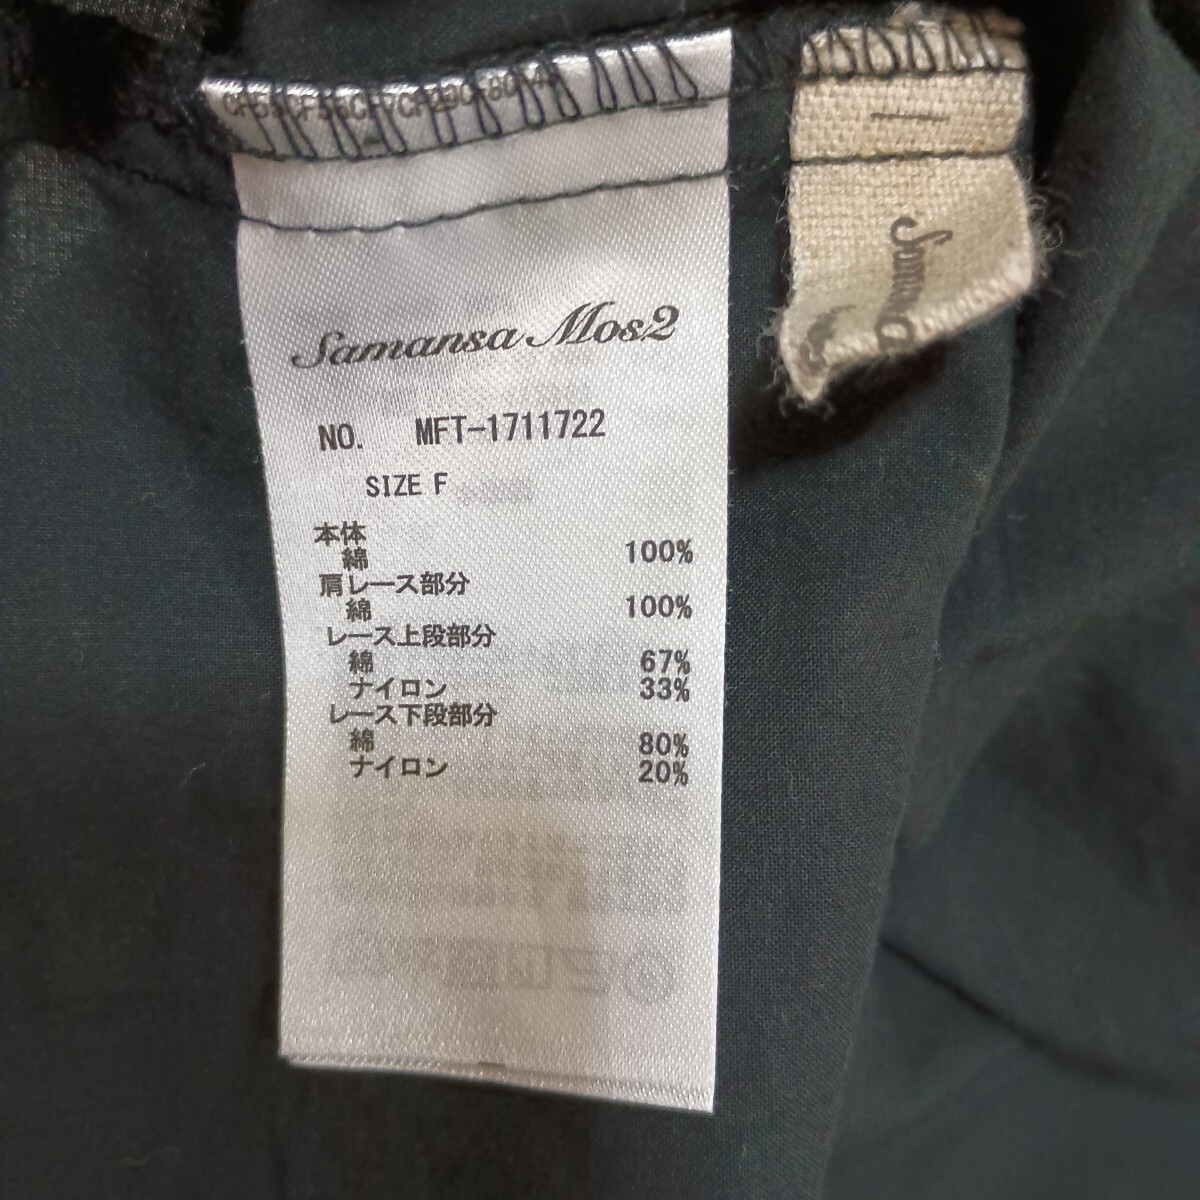 Samansa Mos2
NO. MFT-1711722
SIZE F
本体
綿 100%
肩レース部分
綿 100%
レース上段部分
綿 67%
ナイロン 33%
レース下段部分
綿 80%
ナイロン 20%